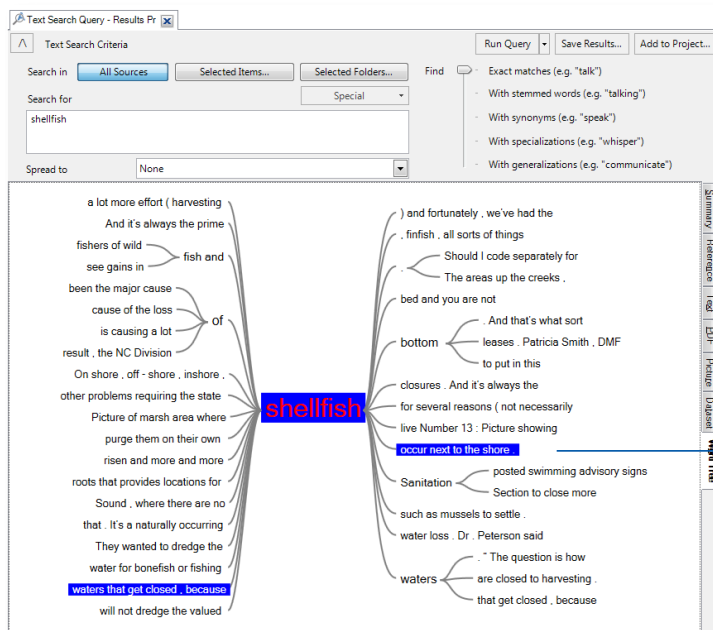 Text Search Query - Results Pr
Text Search Criteria
Run Query
Save Results...
Add to Project...
Search in
All Sources
Selected Items...
Selected Folders...
Find
Exact matches (e.g. "talk")
Search for
Special
With stemmed words (e.g. "talking")
shellfish
With synonyms (e.g. "speak")
With specializations (e.g. "whisper")
Spread to
None
With generalizations (e.g. "communicate")
a lot more effort ( harvesting
And it's always the prime
fishers of wild
see gains in
fish and
been the major cause
cause of the loss
is causing a lot
result , the NC Division
of
On shore , off - shore , inshore ,
other problems requiring the state
Picture of marsh area where
purge them on their own
risen and more and more
roots that provides locations for
Sound , where there are no
that . It's a naturally occurring
They wanted to dredge the
water for bonefish or fishing
waters that get closed , because
will not dredge the valued
shellfish
) and fortunately , we've had the
, finfish , all sorts of things
.
Should I code separately for
The areas up the creeks ,
bed and you are not
bottom
. And that's what sort
leases . Patricia Smith , DMF
to put in this
closures . And it's always the
for several reasons ( not necessarily
live Number 13 : Picture showing
occur next to the shore .
Sanitation
posted swimming advisory signs
Section to close more
such as mussels to settle .
water loss . Dr . Peterson said
waters
. " The question is how
are closed to harvesting .
that get closed , because
Summary
Reference
Text
PDF
Picture
Dataset